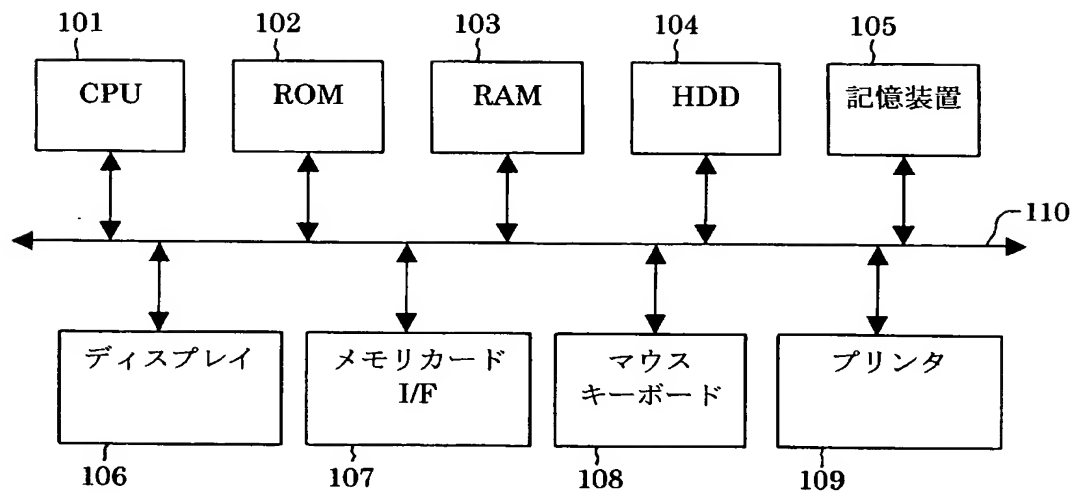 101
102
103
104
105
CPU
ROM
RAM
HDD
記憶装置
110
ディスプレイ
メモリカード
I/F
マウス
キーボード
プリンタ
106
107
108
109